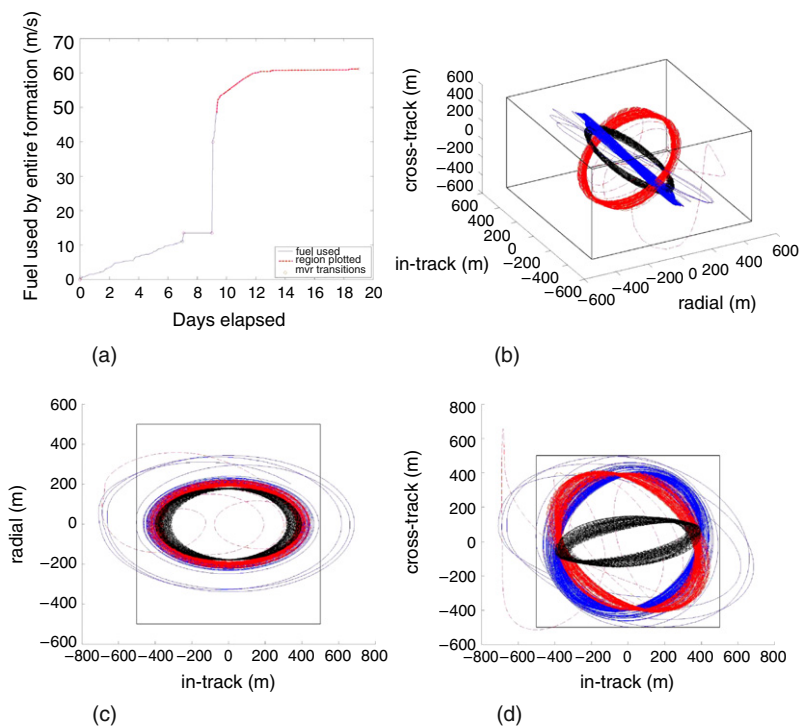 Fuel used by entire formation (m/s)
70
60
50
40
30
20
10
0
0 2 4 6 8 10 12 14 16 18 20
Days elapsed
fuel used
region plotted
mvr transitions
(a)
cross-track (m)
600
400
200
0
−200
−400
−600
600
400
200
0
−200
−400
−600
in-track (m)
−600
−400
−200
0
200
400
600
radial (m)
(b)
radial (m)
600
400
200
0
−200
−400
−600
−800 −600 −400 −200 0 200 400 600 800
in-track (m)
(c)
cross-track (m)
800
600
400
200
0
−200
−400
−600
−800 −600 −400 −200 0 200 400 600 800
in-track (m)
(d)